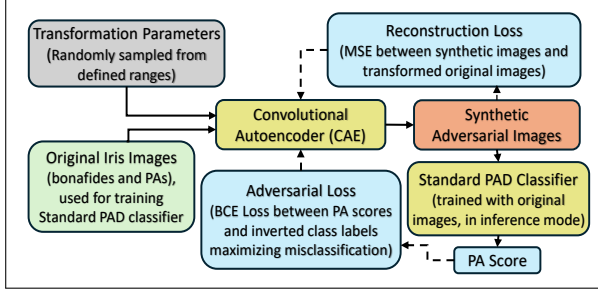 Transformation Parameters
(Randomly sampled from
defined ranges)
Reconstruction Loss
(MSE between synthetic images and
transformed original images)
Convolutional
Autoencoder (CAE)
Synthetic
Adversarial Images
Original Iris Images
(bonafides and PAs),
used for training
Standard PAD classifier
Adversarial Loss
(BCE Loss between PA scores
and inverted class labels
maximizing misclassification)
Standard PAD Classifier
(trained with original
images, in inference mode)
PA Score